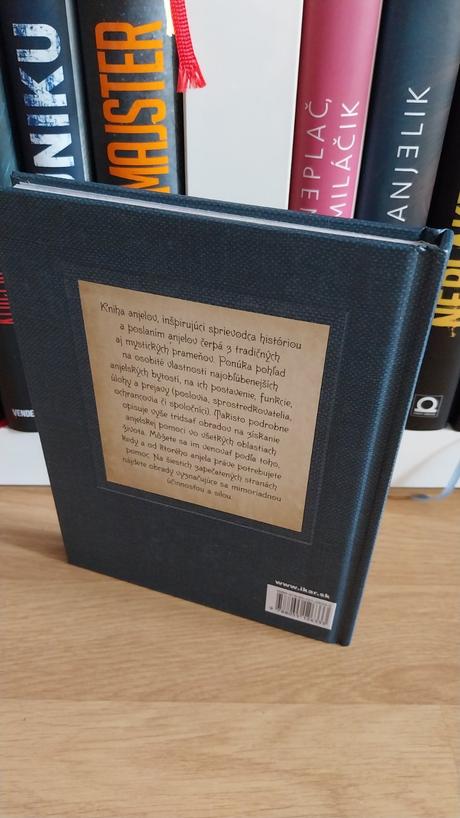 NIKU
MAJSTER
NEPLAČ,
MILÁČIK
ANJELIK
VENDE
Kniha anjelov, inšpirujúci sprievodca históriou
a poslaním anjelov čerpá z tradičných
aj mystických prameňov. Ponúka pohľad
na osobité vlastnosti najobľúbenejších
anjelských bytostí, na ich postavenie, funkcie,
úlohy a prejavy (poslovia, sprostredkovatelia,
ochrancovia či spoločníci). Takisto podrobne
opisuje vyše tridsať obradov na získanie
anjelskej pomoci vo všetkých oblastiach
života. Môžete sa im venovať podľa toho,
kedy a od ktorého anjela práve potrebujete
pomoc. Na šiestich zapečatených stranách
nájdete obrady vyznačujúce sa mimoriadnou
účinnosťou a silou.
www.ikar.sk